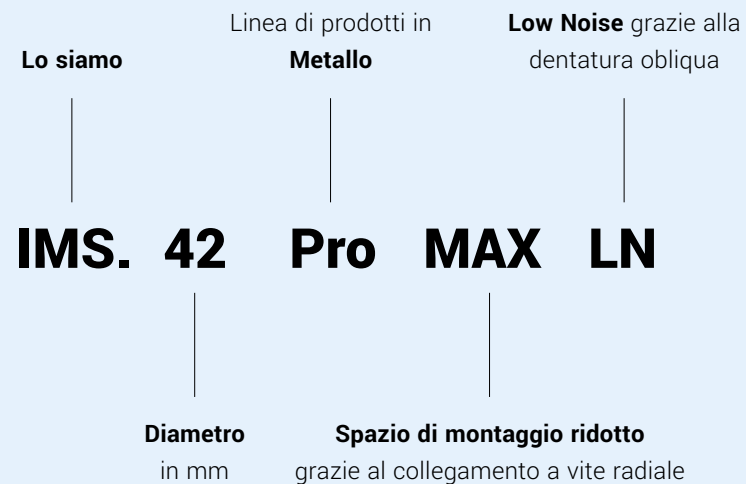 Linea di prodotti in
Low Noise grazie alla
Lo siamo
Metallo
dentatura obliqua
IMS. 42 Pro MAX LN
Diametro
Spazio di montaggio ridotto
in mm
grazie al collegamento a vite radiale